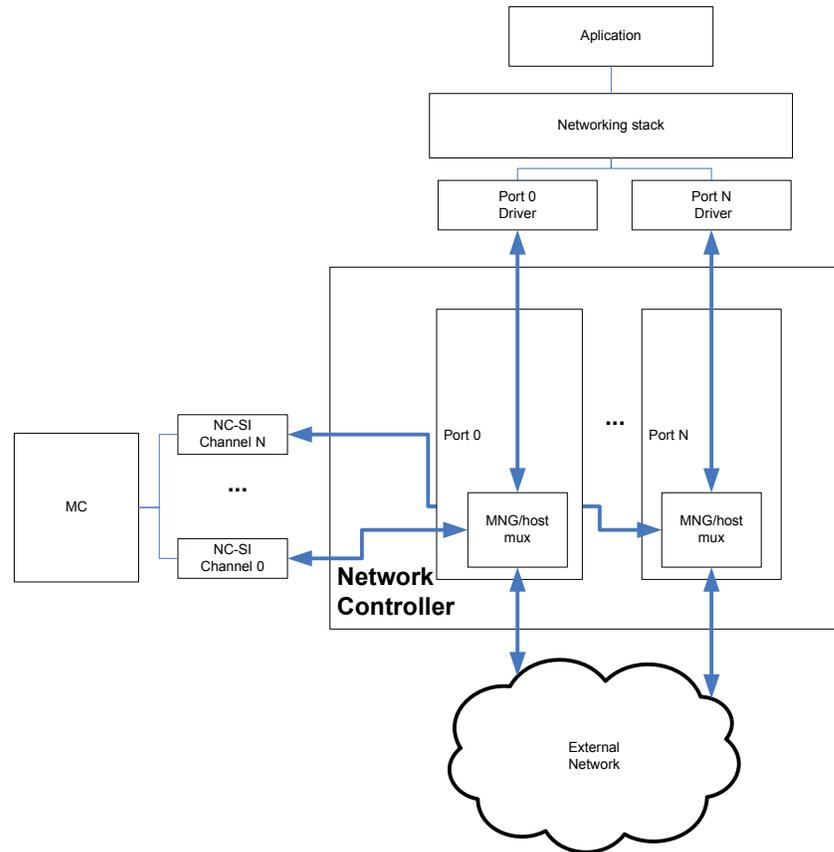 Aplication
Networking stack
Port 0
Driver
Port N
Driver
NC-SI
Channel N
Port 0
...
Port N
MC
...
MNG/host
mux
MNG/host
mux
NC-SI
Channel 0
Network
Controller
External
Network